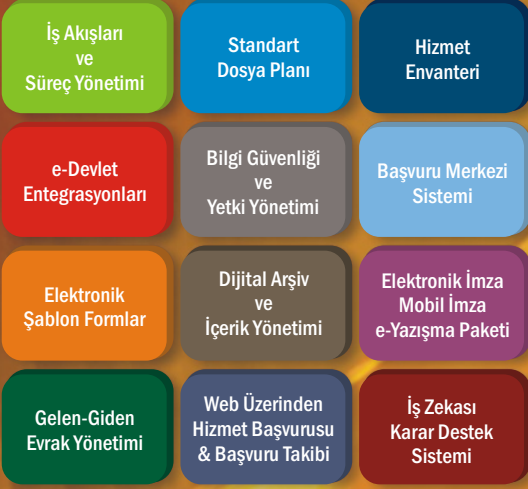 İş Akışları
ve
Süreç Yönetimi
Standart
Dosya Planı
Hizmet
Envanteri
e-Devlet
Entegrasyonları
Bilgi Güvenliği
ve
Yetki Yönetimi
Başvuru Merkezi
Sistemi
Elektronik
Şablon Formlar
Dijital Arşiv
ve
İçerik Yönetimi
Elektronik İmza
Mobil İmza
e-Yazışma Paketi
Gelen-Giden
Evrak Yönetimi
Web Üzerinden
Hizmet Başvurusu
& Başvuru Takibi
İş Zekası
Karar Destek
Sistemi